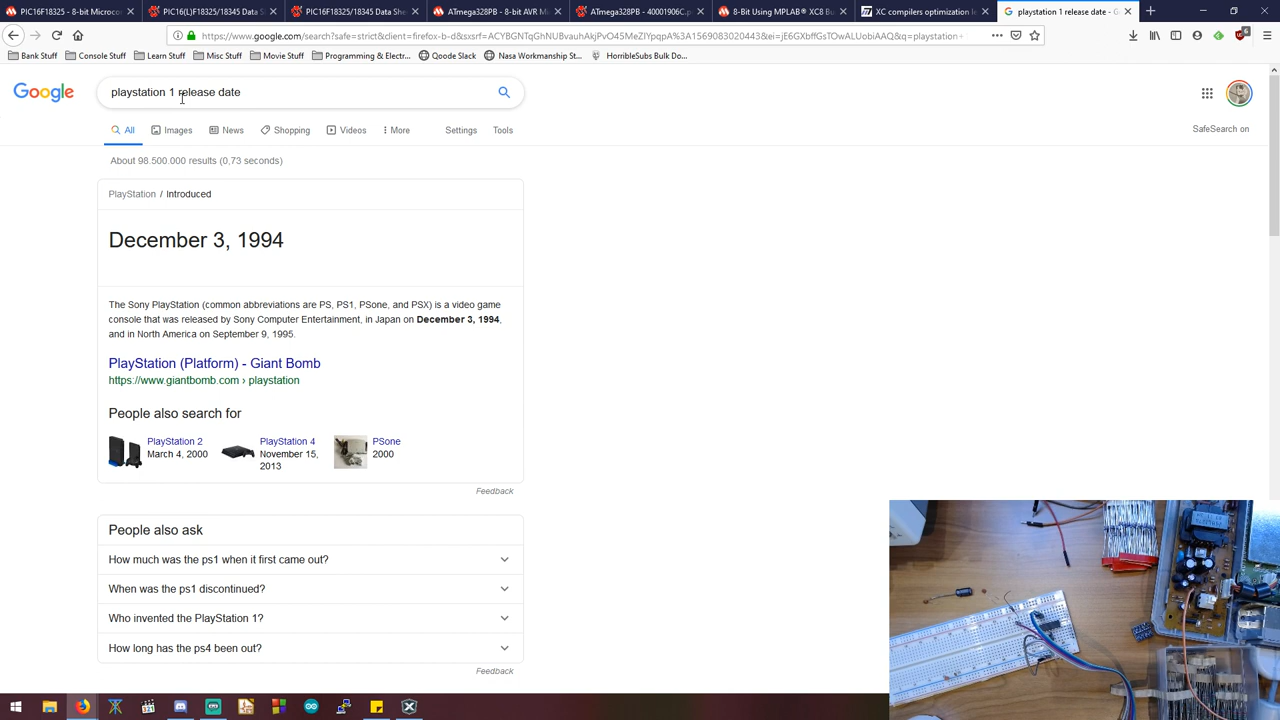 PIC16F18325 - 8-bit Microco
PIC16(L)F18325/18345 Data S
PIC16F18325/18345 Data She
ATmega328PB - 8-bit AVR M
ATmega328PB - 40001906C.p
8-Bit Using MPLAB® XC8 Bu
XC compilers optimization le
playstation 1 release date - G
https://www.google.com/search?safe=strict&client=firefox-b-d&sxsrf=ACYBGNTqGhNUBvauhAkjPvO45MeZIYpqpA%3A1569083020443&ei=jE6GXbffGsTOwALUobiAAQ&q=playstation+
6
Bank Stuff
Console Stuff
Learn Stuff
Misc Stuff
Movie Stuff
Programming & Electr...
Qoode Slack
Nasa Workmanship St...
HorribleSubs Bulk Do...
Google
playstation 1 release date
All
Images
News
Shopping
Videos
More
Settings
Tools
SafeSearch on
About 98.500.000 results (0,73 seconds)
PlayStation / Introduced
December 3, 1994
The Sony PlayStation (common abbreviations are PS, PS1, PSone, and PSX) is a video game
console that was released by Sony Computer Entertainment, in Japan on December 3, 1994,
and in North America on September 9, 1995.
PlayStation (Platform) - Giant Bomb
https://www.giantbomb.com › playstation
People also search for
PlayStation 2
March 4, 2000
PlayStation 4
November 15,
2013
PSone
2000
Feedback
People also ask
How much was the ps1 when it first came out?
When was the ps1 discontinued?
Who invented the PlayStation 1?
How long has the ps4 been out?
Feedback